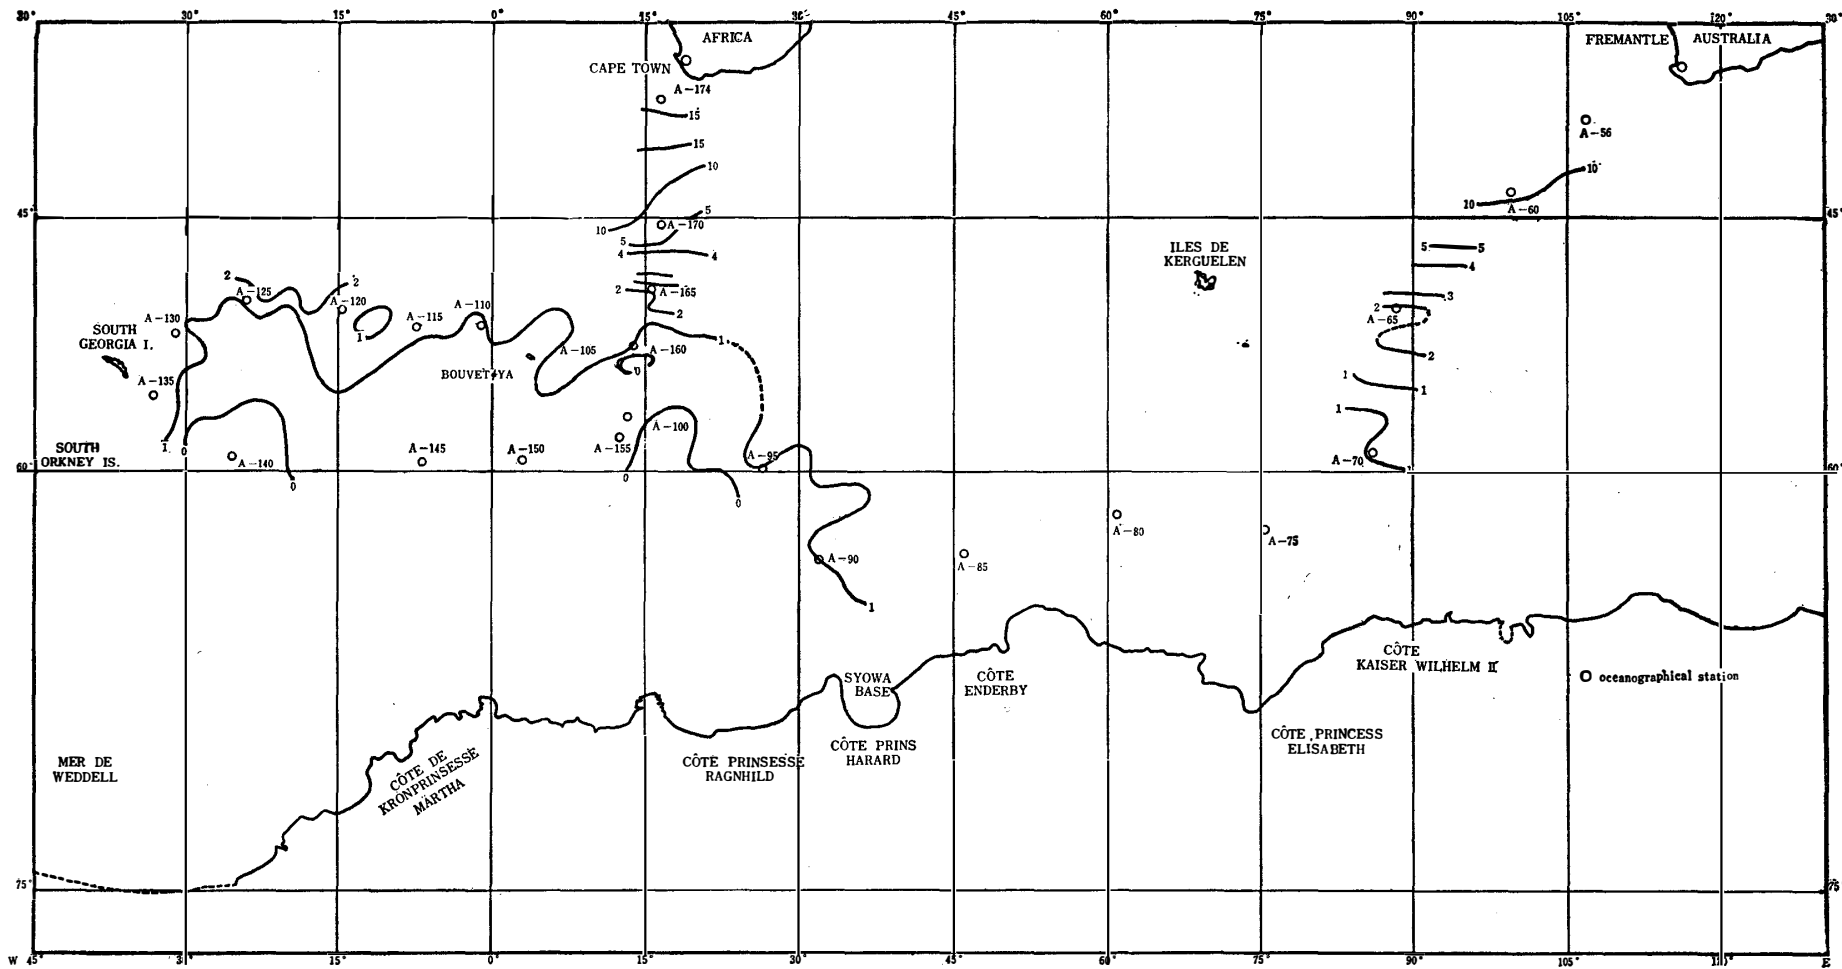 30° 30° 15° 0° 15° 30° 45° 60° 75° 90° 105° 120° 30°
AFRICA
FREMANTLE AUSTRALIA
CAPE TOWN
A-174
15
A-56
15
10
10
45° 5 10 A-60 45°
10 A-170
5
4 4
5 5
4
ILES DE
KERGUELEN
2 2
A-125
A-120
2 A-165
3
2
A-65
A-130
A-115
A-110
2
SOUTH
GEORGIA I.
1
A-105
A-160
1
0
2
A-135
BOUVET ØYA
1 1
1
A-100
SOUTH
ORKNEY IS.
1 0
A-140
A-145
A-150
A-155
A-95
A-70
60° 60°
0 0 0
A-80
A-75
A-90
A-85
1
CÔTE
KAISER WILHELM II
SYOWA
BASE
CÔTE
ENDERBY
oceanographical station
CÔTE PRINCESS
ELISABETH
CÔTE PRINS
HARARD
CÔTE PRINSESSE
RAGNHILD
MER DE
WEDDELL
CÔTE DE
KRONPRINSESSE
MÄRTHA
75° 75
W 45° 30° 15° 0° 15° 30° 45° 60° 75° 90° 105° E